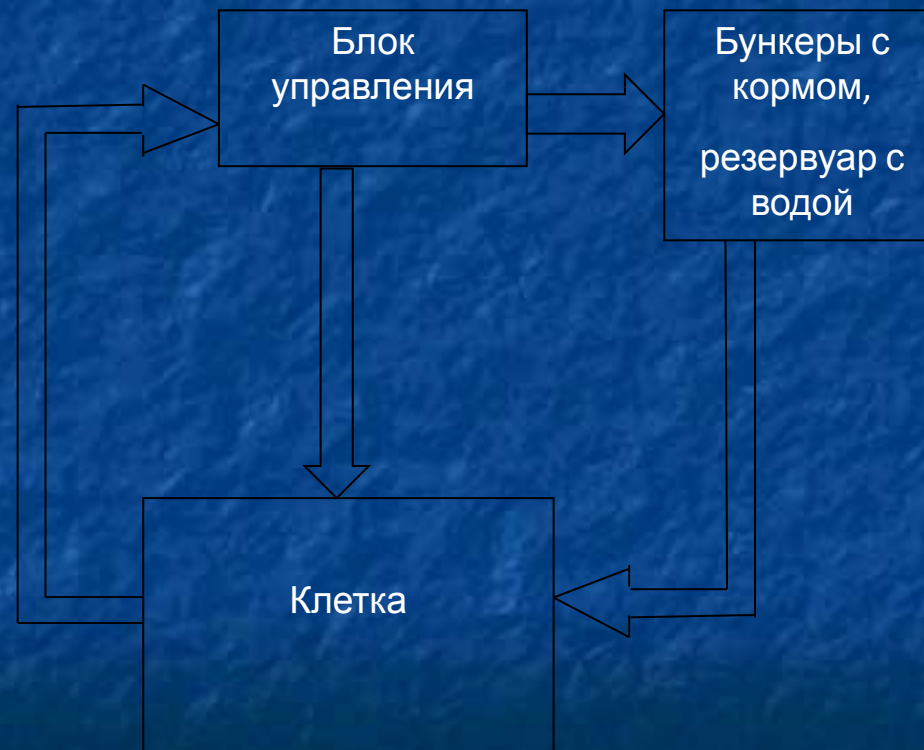 Блок
управления
Бункеры с
кормом,
резервуар с
водой
Клетка